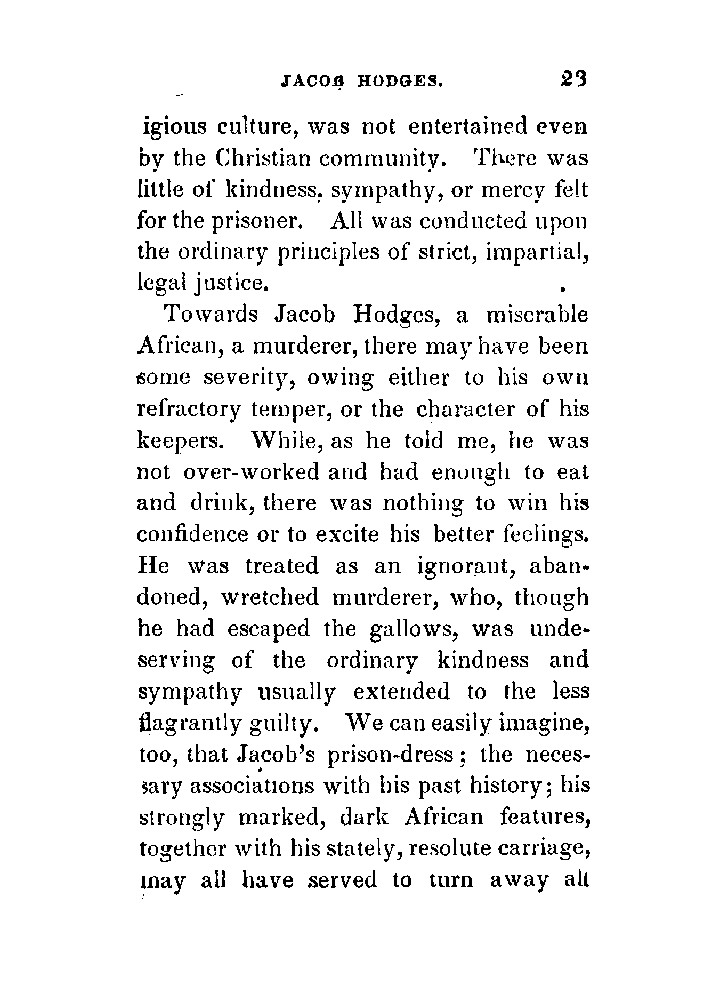 JACOB HODGES. 23
igious culture, was not entertained even
by the Christian community. There was
little of kindness, sympathy, or mercy felt
for the prisoner. All was conducted upon
the ordinary principles of strict, impartial,
legal justice.
Towards Jacob Hodges, a miserable
African, a murderer, there may have been
some severity, owing either to his own
refractory temper, or the character of his
keepers. While, as he told me, he was
not over-worked and had enough to eat
and drink, there was nothing to win his
confidence or to excite his better feelings.
He was treated as an ignorant, aban-
doned, wretched murderer, who, though
he had escaped the gallows, was unde-
serving of the ordinary kindness and
sympathy usually extended to the less
flagrantly guilty. We can easily imagine,
too, that Jacob's prison-dress; the neces-
sary associations with his past history; his
strongly marked, dark African features,
together with his stately, resolute carriage,
may all have served to turn away all